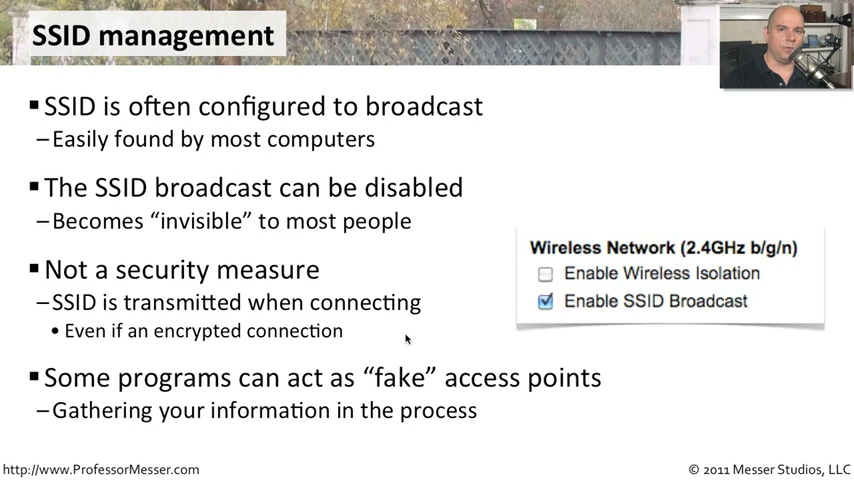 SSID management
▪ SSID is often configured to broadcast
– Easily found by most computers
▪ The SSID broadcast can be disabled
– Becomes “invisible” to most people
▪ Not a security measure
– SSID is transmitted when connecting
• Even if an encrypted connection
▪ Some programs can act as “fake” access points
– Gathering your information in the process
Wireless Network (2.4GHz b/g/n)
Enable Wireless Isolation
Enable SSID Broadcast
http://www.ProfessorMesser.com
© 2011 Messer Studios, LLC